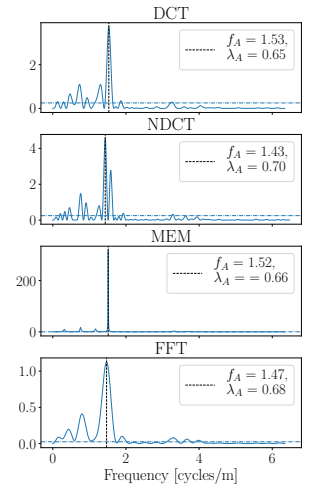 DCT
f_A = 1.53,
λ_A = 0.65
2
0
NDCT
f_A = 1.43,
λ_A = 0.70
4
2
0
MEM
f_A = 1.52,
λ_A = = 0.66
200
0
FFT
f_A = 1.47,
λ_A = 0.68
1.0
0.5
0.0
0 2 4 6
Frequency [cycles/m]